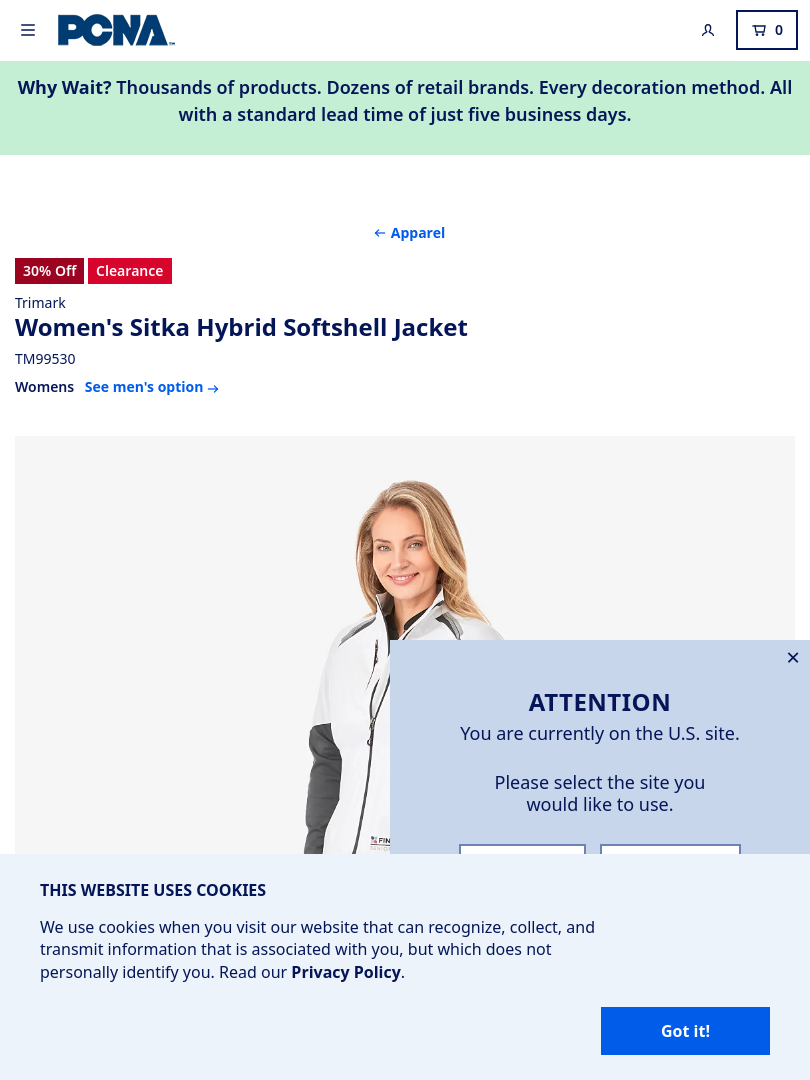 PCNA
0
Why Wait? Thousands of products. Dozens of retail brands. Every decoration method. All
with a standard lead time of just five business days.
← Apparel
30% Off Clearance
Trimark
Women's Sitka Hybrid Softshell Jacket
TM99530
Womens See men's option →
ATTENTION
You are currently on the U.S. site.
Please select the site you
would like to use.
THIS WEBSITE USES COOKIES
We use cookies when you visit our website that can recognize, collect, and
transmit information that is associated with you, but which does not
personally identify you. Read our Privacy Policy.
Got it!